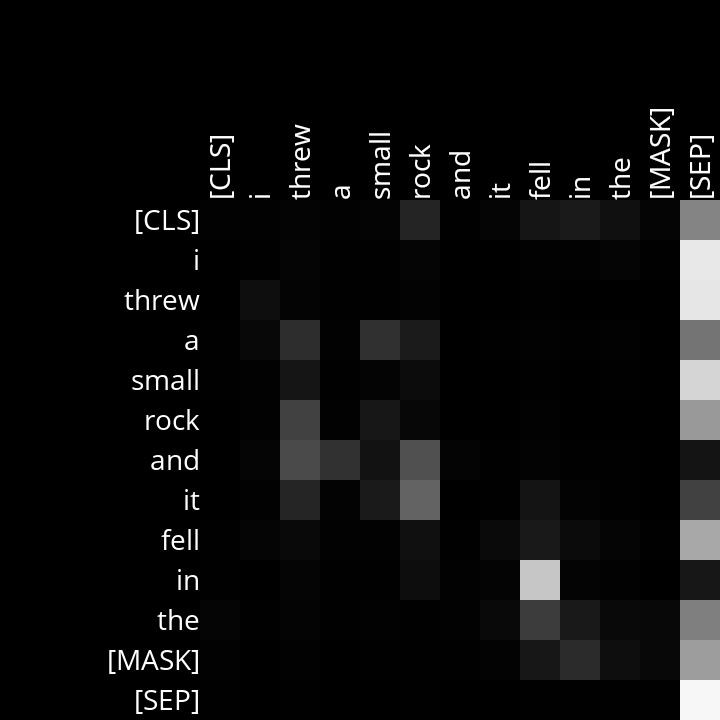 [CLS] i threw a small rock and it fell in the [MASK] [SEP]
[CLS]
i
threw
a
small
rock
and
it
fell
in
the
[MASK]
[SEP]